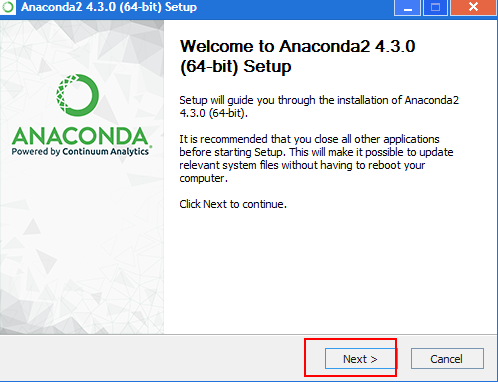 Anaconda2 4.3.0 (64-bit) Setup
ANACONDA
Powered by Continuum Analytics®
Welcome to Anaconda2 4.3.0
(64-bit) Setup
Setup will guide you through the installation of Anaconda2
4.3.0 (64-bit).
It is recommended that you close all other applications
before starting Setup. This will make it possible to update
relevant system files without having to reboot your
computer.
Click Next to continue.
Next >
Cancel